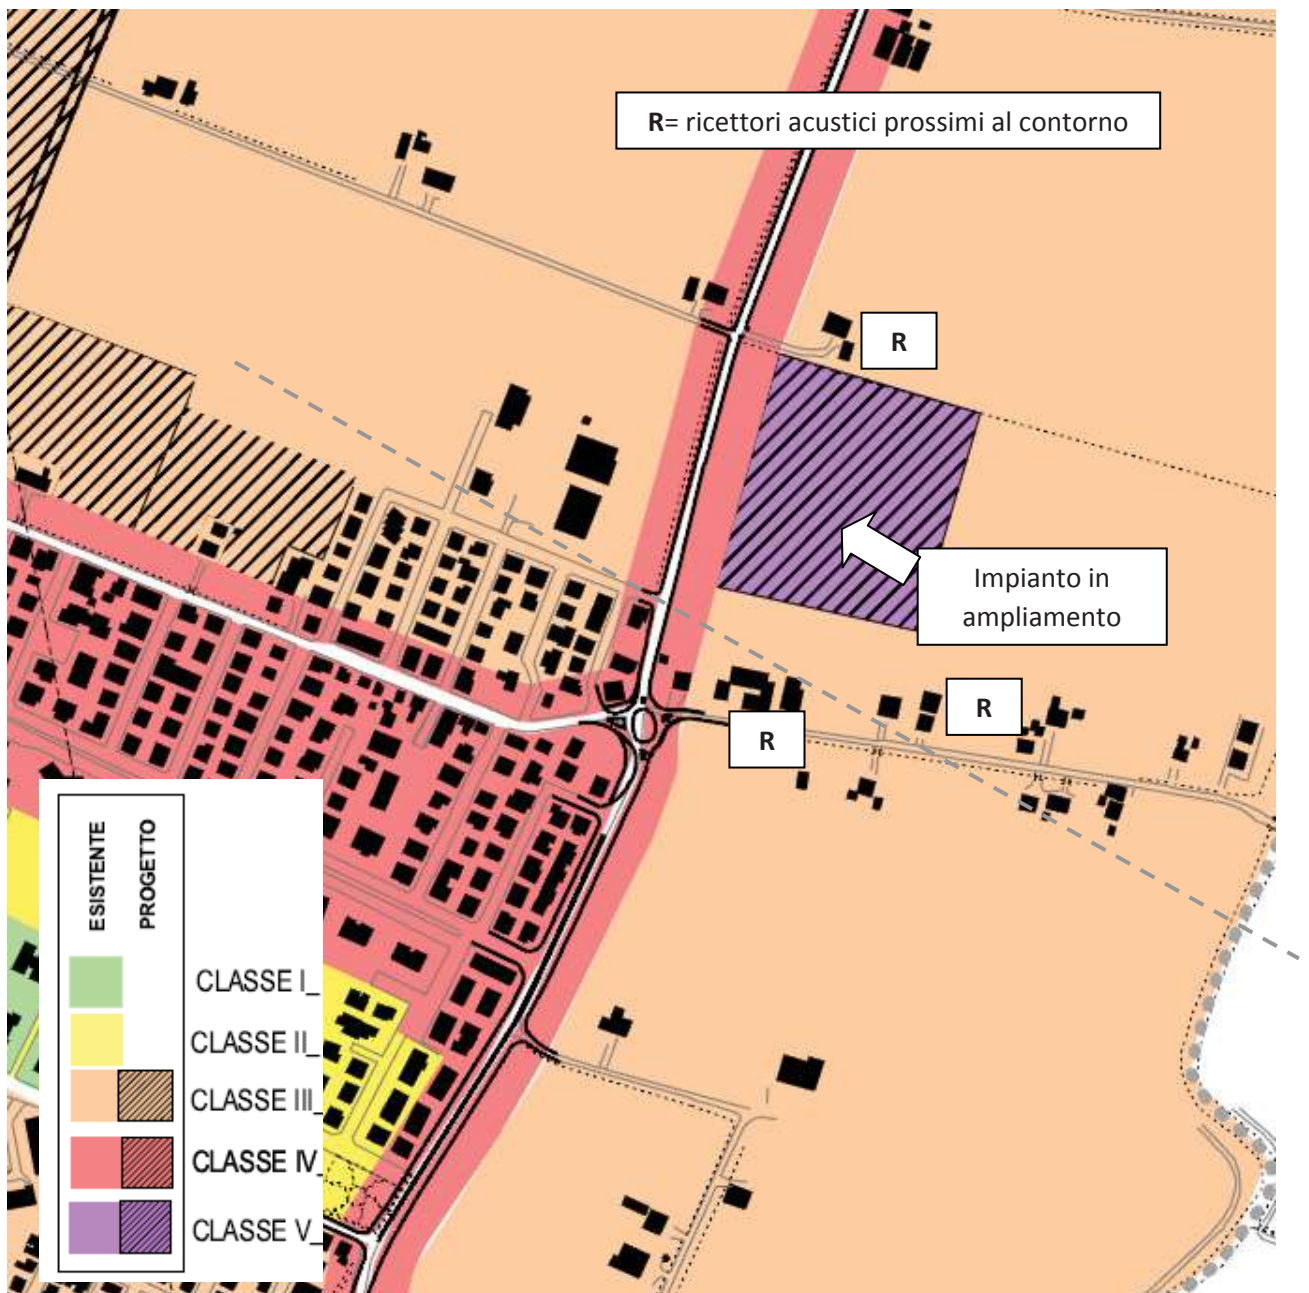 R= ricettori acustici prossimi al contorno
R
Impianto in
ampliamento
R
R
ESISTENTE
PROGETTO
CLASSE I_
CLASSE II_
CLASSE III_
CLASSE IV_
CLASSE V_